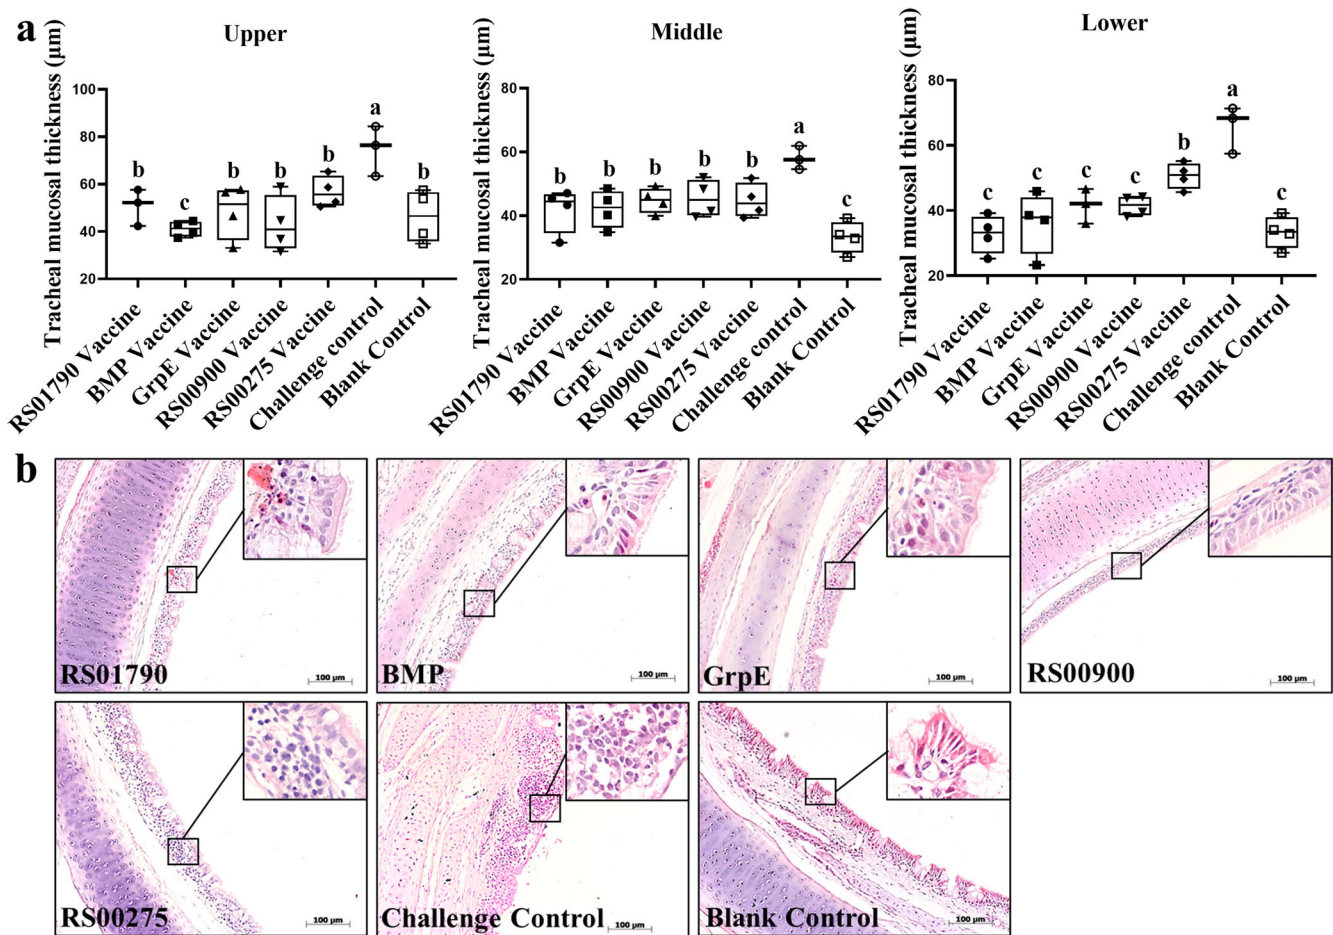 a
Upper
Tracheal mucosal thickness (μm)
100
80
60
40
20
b
c
b
b
b
a
b
RS01790 Vaccine
BMP Vaccine
GrpE Vaccine
RS00900 Vaccine
RS00275 Vaccine
Challenge control
Blank Control
Middle
Tracheal mucosal thickness (μm)
80
60
40
20
b
b
b
b
b
a
c
RS01790 Vaccine
BMP Vaccine
GrpE Vaccine
RS00900 Vaccine
RS00275 Vaccine
Challenge control
Blank Control
Lower
Tracheal mucosal thickness (μm)
80
60
40
20
c
c
c
c
b
a
c
RS01790 Vaccine
BMP Vaccine
GrpE Vaccine
RS00900 Vaccine
RS00275 Vaccine
Challenge control
Blank Control
b
RS01790
100 μm
BMP
100 μm
GrpE
100 μm
RS00900
100 μm
RS00275
100 μm
Challenge Control
100 μm
Blank Control
100 μm